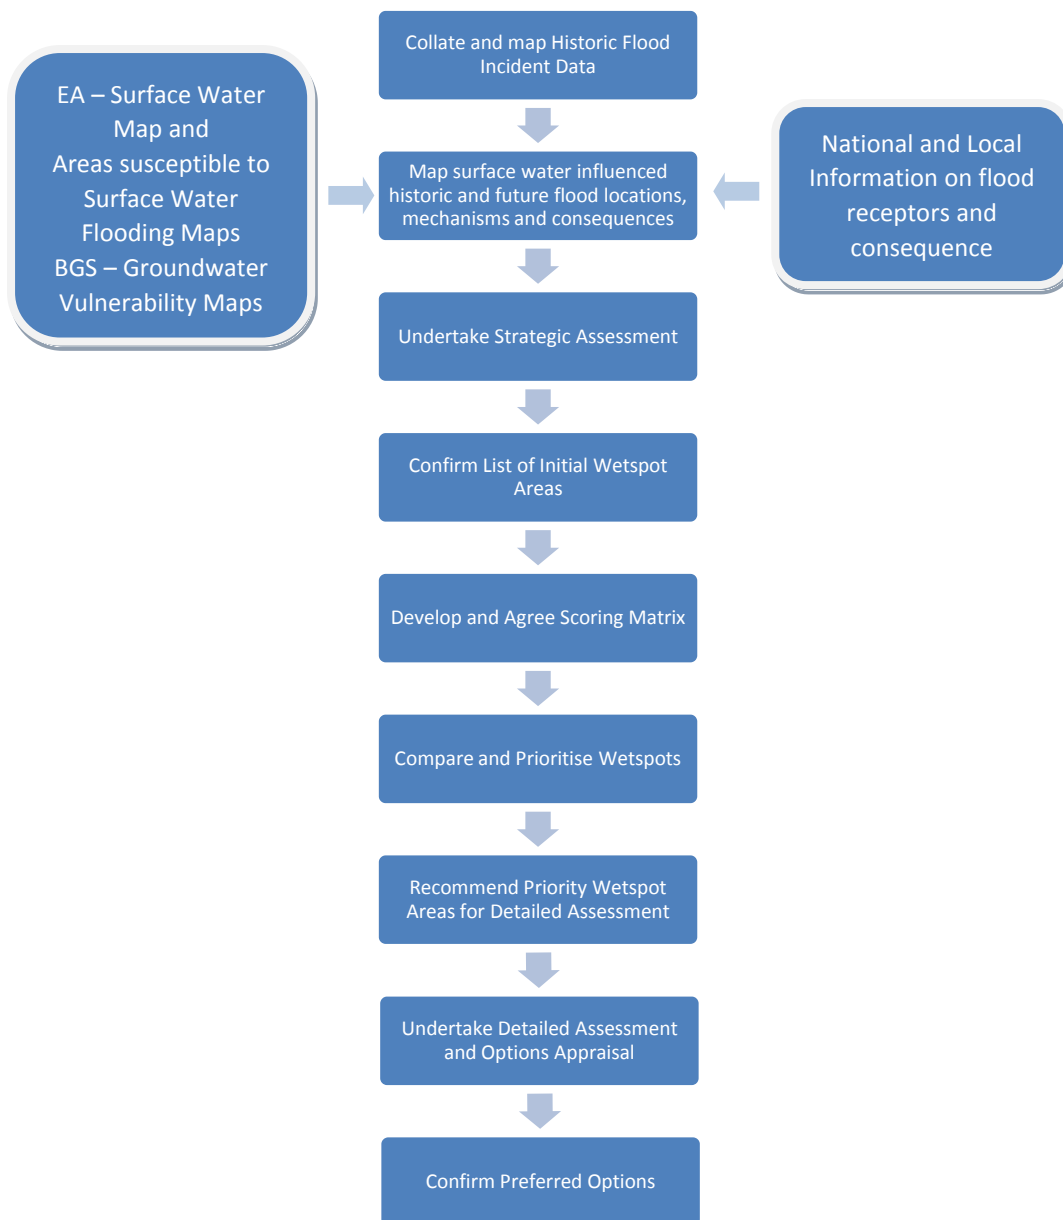 Collate and map Historic Flood
Incident Data
EA – Surface Water
Map and
Areas susceptible to
Surface Water
Flooding Maps
BGS – Groundwater
Vulnerability Maps
Map surface water influenced
historic and future flood locations,
mechanisms and consequences
National and Local
Information on flood
receptors and
consequence
Undertake Strategic Assessment
Confirm List of Initial Wetspot
Areas
Develop and Agree Scoring Matrix
Compare and Prioritise Wetspots
Recommend Priority Wetspot
Areas for Detailed Assessment
Undertake Detailed Assessment
and Options Appraisal
Confirm Preferred Options